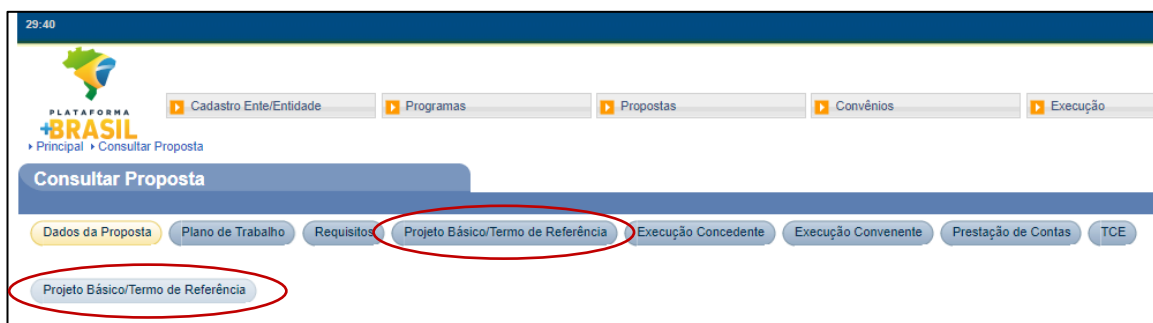 29:40
PLATAFORMA
+BRASIL
Cadastro Ente/Entidade Programas Propostas Convênios Execução
Principal Consultar Proposta
Consultar Proposta
Dados da Proposta Plano de Trabalho Requisitos Projeto Básico/Termo de Referência Execução Concedente Execução Convenente Prestação de Contas TCE
Projeto Básico/Termo de Referência